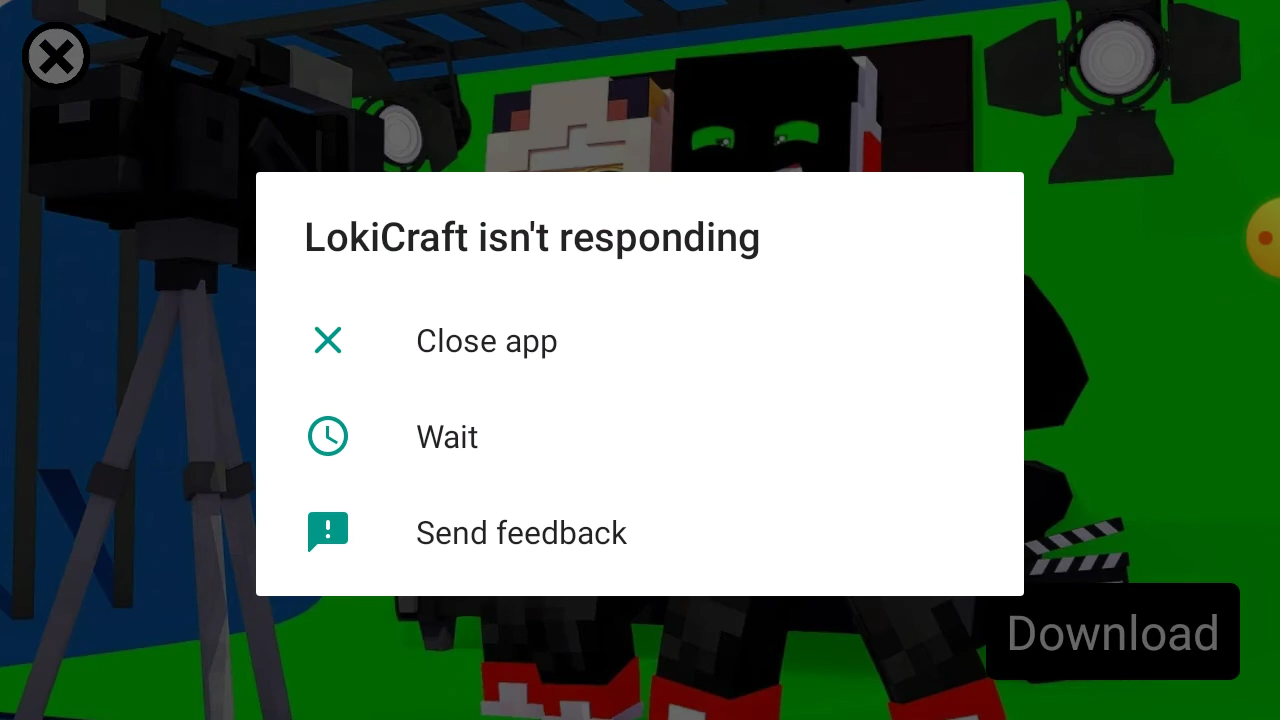 LokiCraft isn't responding
Close app
Wait
Send feedback
Download